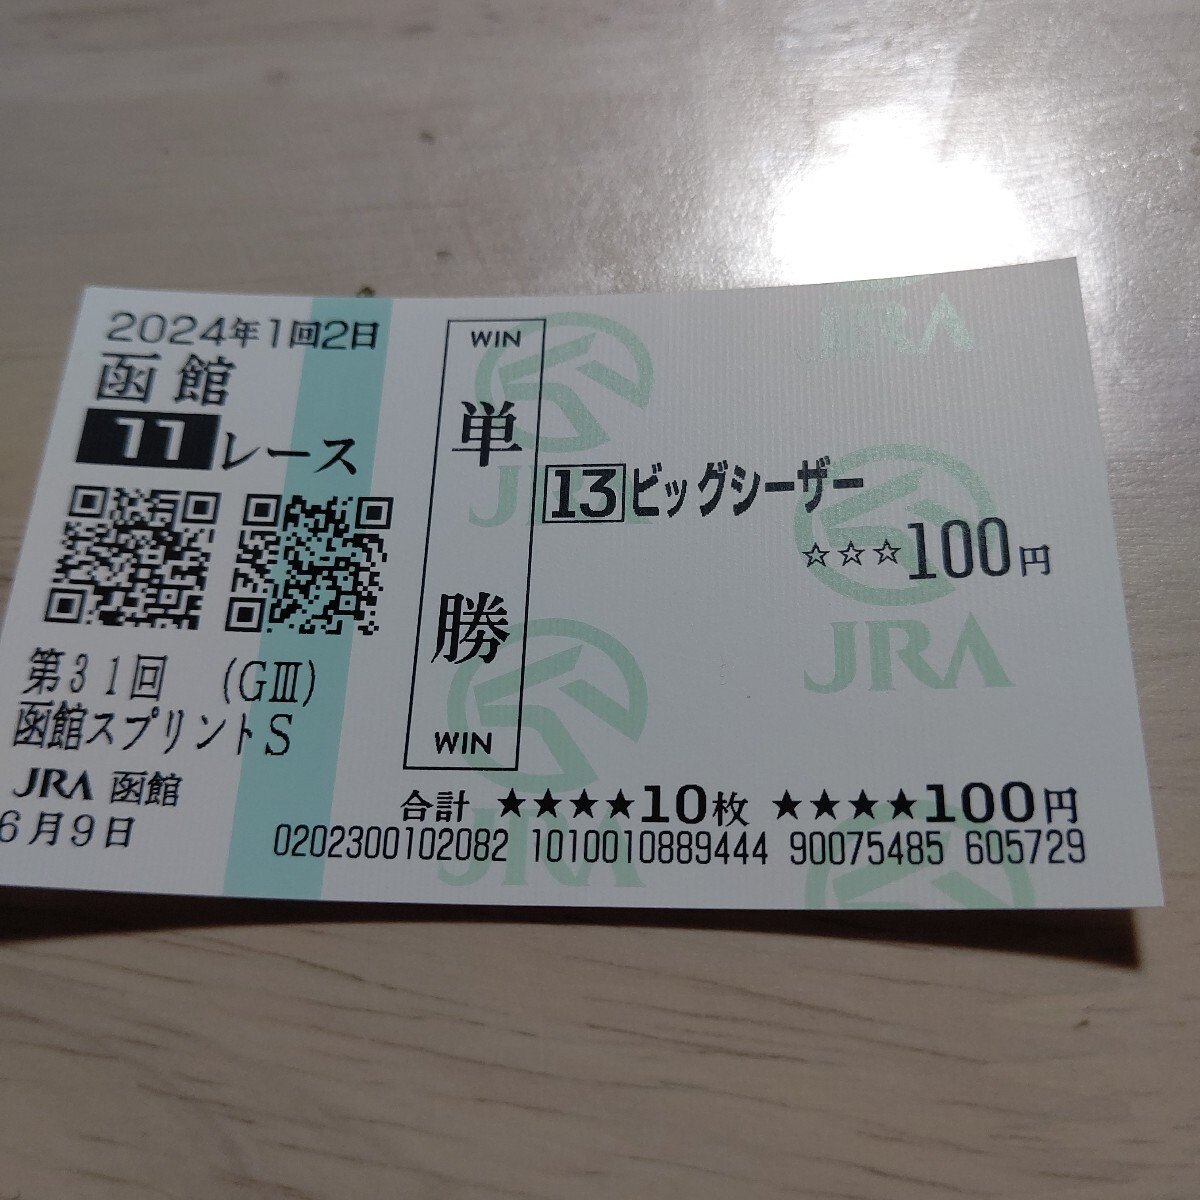 2024年1回2日
函館
11レース
第31回 (GⅢ)
函館スプリントS
JRA 函館
6月9日
WIN
単勝
WIN
13 ビッグシーザー
☆☆☆100円
合計 ★★★★10枚 ★★★★100円
0202300102082 1010010889444 90075485 605729
JRA
JRA
JRA
JRA